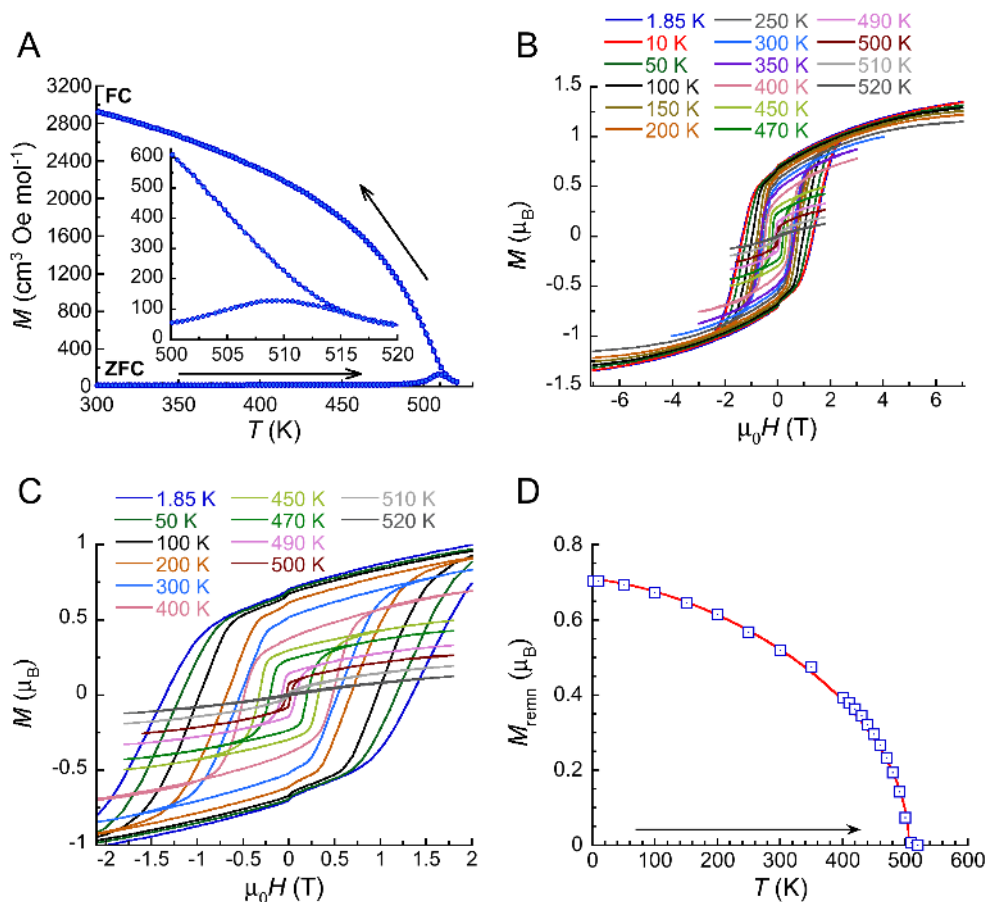 A
FC
M (cm³ Oe mol⁻¹)
3200
2800
2400
2000
1600
1200
800
400
0
600
500
400
300
200
100
0
500 505 510 515 520
ZFC
300 350 400 450 500
T (K)
B
1.85 K 250 K 490 K
10 K 300 K 500 K
50 K 350 K 510 K
100 K 400 K 520 K
150 K 450 K
200 K 470 K
M (μB)
1.5
1
0.5
0
-0.5
-1
-1.5
-6 -4 -2 0 2 4 6
μ₀H (T)
C
1.85 K 450 K 510 K
50 K 470 K 520 K
100 K 490 K
200 K 500 K
300 K
400 K
M (μB)
1
0.5
0
-0.5
-1
-2 -1.5 -1 -0.5 0 0.5 1 1.5 2
μ₀H (T)
D
Mremn (μB)
0.8
0.6
0.4
0.2
0
0 100 200 300 400 500 600
T (K)